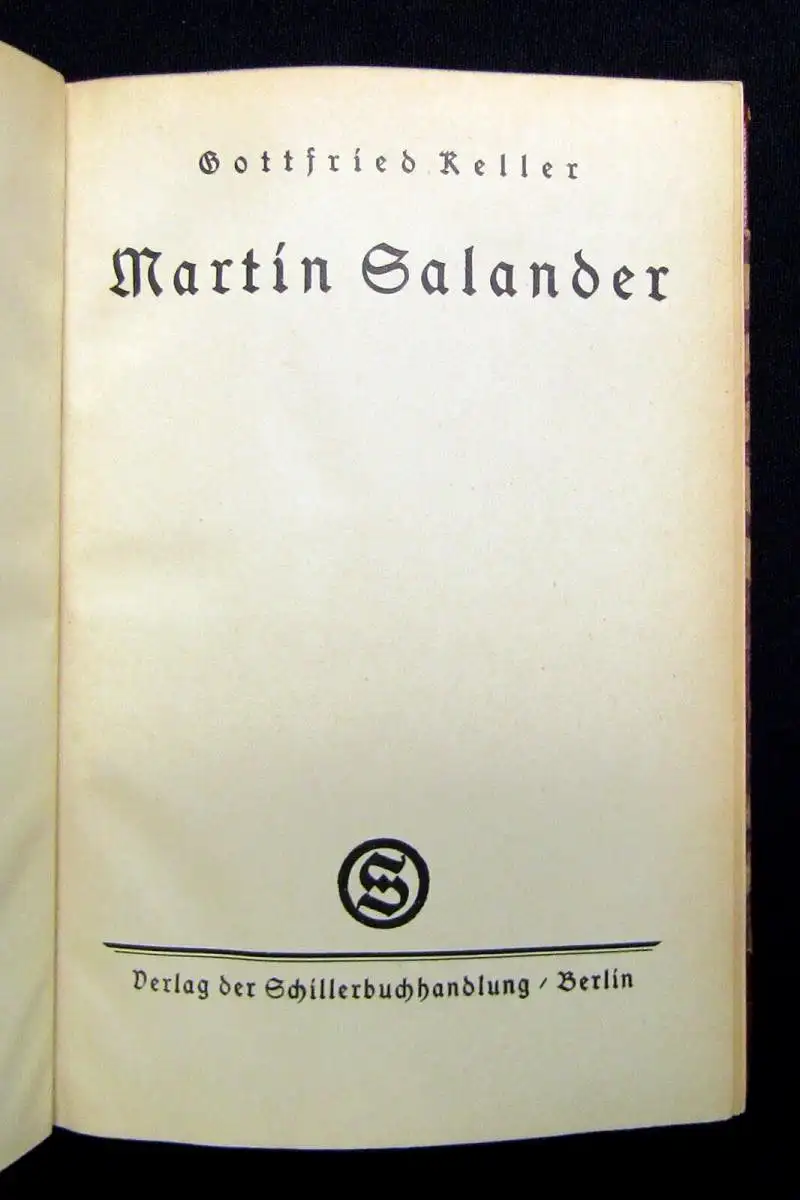 Gottfried Keller
Martin Salander
S
Verlag der Schillerbuchhandlung / Berlin